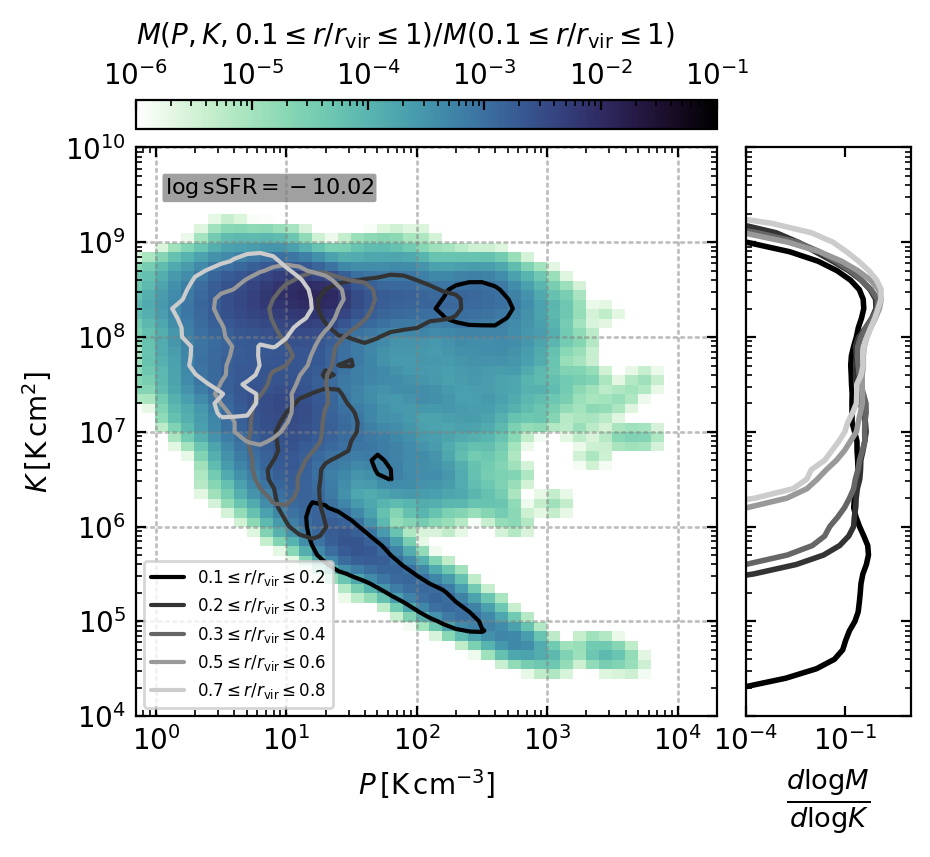 M(P, K, 0.1 ≤ r/r_vir ≤ 1)/M(0.1 ≤ r/r_vir ≤ 1)
10^−6 10^−5 10^−4 10^−3 10^−2 10^−1
10^10
log sSFR = − 10.02
10^9
10^8
10^7
K [K cm^2]
10^6
10^5
10^4
0.1 ≤ r/r_vir ≤ 0.2
0.2 ≤ r/r_vir ≤ 0.3
0.3 ≤ r/r_vir ≤ 0.4
0.5 ≤ r/r_vir ≤ 0.6
0.7 ≤ r/r_vir ≤ 0.8
10^0 10^1 10^2 10^3 10^4 10^−4 10^−1
P [K cm^−3]
dlogM
dlogK